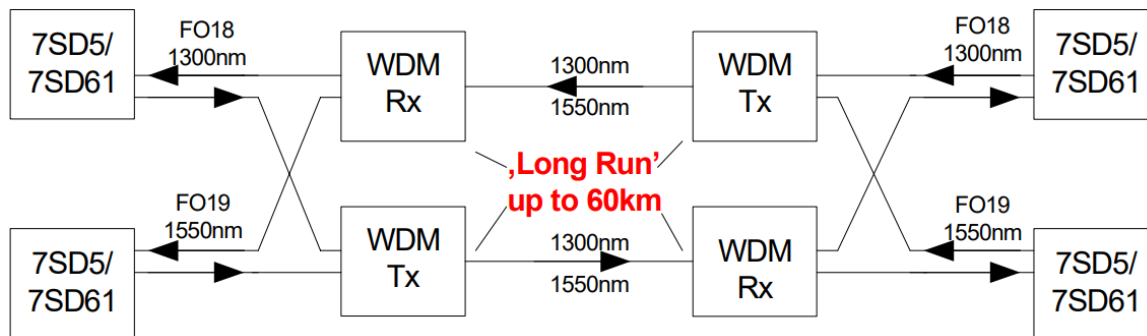 7SD5/
7SD61
FO18
1300nm
WDM
Rx
1300nm
1550nm
WDM
Tx
FO18
1300nm
7SD5/
7SD61
‚Long Run’
up to 60km
7SD5/
7SD61
FO19
1550nm
WDM
Tx
1300nm
1550nm
WDM
Rx
FO19
1550nm
7SD5/
7SD61